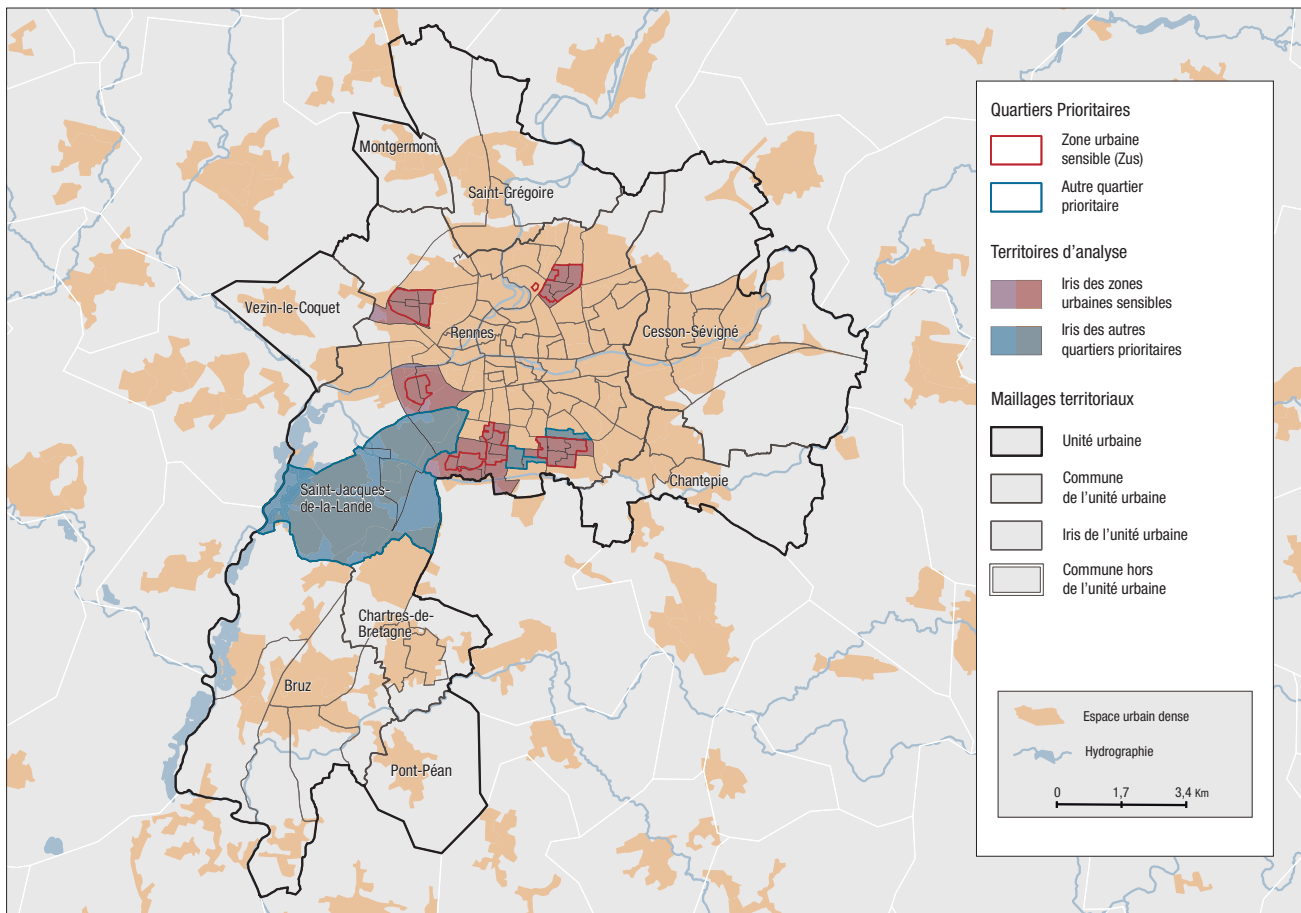 Montgermont
Saint-Grégoire
Vezin-le-Coquet
Rennes
Cesson-Sévigné
Saint-Jacques-
de-la-Lande
Chantepie
Chartres-de-
Bretagne
Bruz
Pont-Péan
Quartiers Prioritaires
Zone urbaine
sensible (Zus)
Autre quartier
prioritaire
Territoires d'analyse
Iris des zones
urbaines sensibles
Iris des autres
quartiers prioritaires
Maillages territoriaux
Unité urbaine
Commune
de l'unité urbaine
Iris de l'unité urbaine
Commune hors
de l'unité urbaine
Espace urbain dense
Hydrographie
0 1,7 3,4 Km